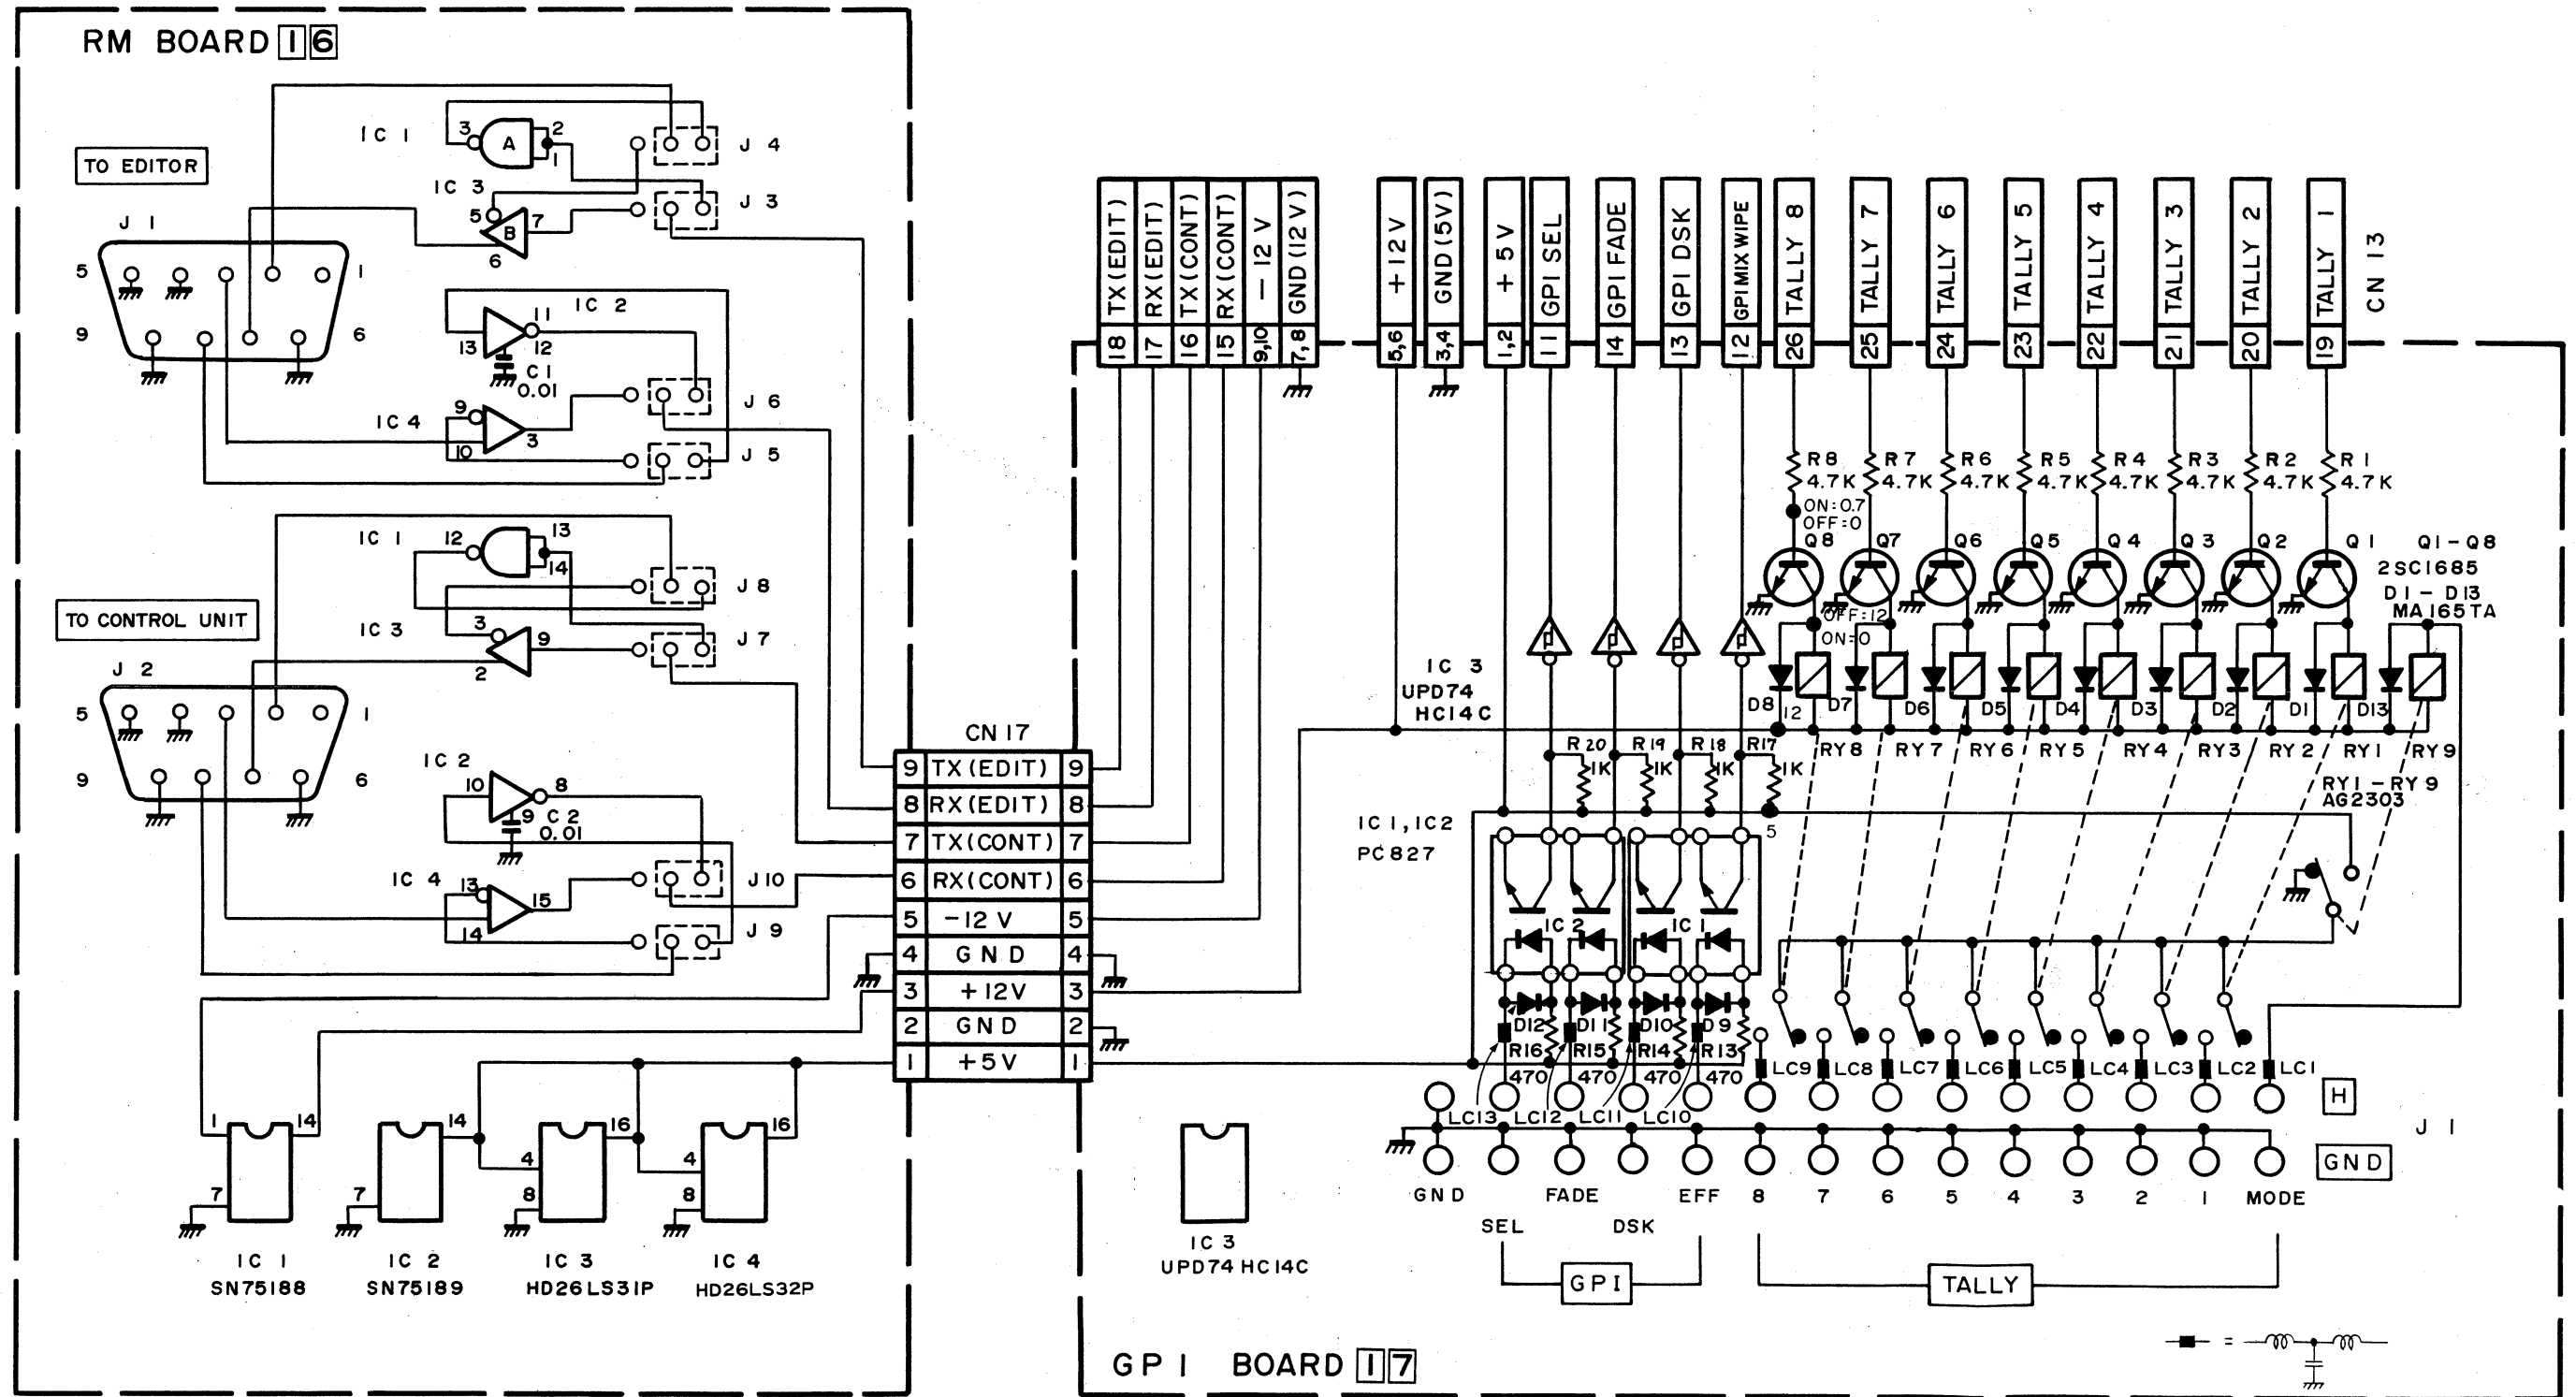 RM BOARD 16
TO EDITOR
IC 1
3
A
2
1
J 4
IC 3
5
B
7
6
J 3
J 1
5
1
9
6
IC 2
11
13
12
C1
0.01
J 6
IC 4
9
3
10
J 5
IC 1
12
13
14
J 8
TO CONTROL UNIT
IC 3
3
9
2
J 7
J 2
5
1
9
6
IC 2
10
8
9
C 2
0.01
IC 4
13
15
14
J10
J 9
CN 17
9 TX(EDIT) 9
8 RX(EDIT) 8
7 TX(CONT) 7
6 RX(CONT) 6
5 -12 V 5
4 GND 4
3 +12V 3
2 GND 2
1 +5V 1
1
14
7
IC 1
SN75188
14
7
IC 2
SN75189
16
4
8
IC 3
HD26LS31P
16
4
8
IC 4
HD26LS32P
18 TX(EDIT)
17 RX(EDIT)
16 TX(CONT)
15 RX(CONT)
9,10 -12 V
7,8 GND(12 V)
5,6 +12V
3,4 GND(5V)
1,2 +5V
11 GPI SEL
14 GPI FADE
13 GPI DSK
12 GPI MIX WIPE
26 TALLY 8
25 TALLY 7
24 TALLY 6
23 TALLY 5
22 TALLY 4
21 TALLY 3
20 TALLY 2
19 TALLY 1
CN 13
R8 R7 R6 R5 R4 R3 R2 R1
4.7K 4.7K 4.7K 4.7K 4.7K 4.7K 4.7K 4.7K
ON:0.7
OFF:0
Q8 Q7 Q6 Q5 Q4 Q3 Q2 Q1
Q1-Q8
2SC1685
D1-D13
MA165TA
OFF:12
ON:0
IC 3
UPD74
HC14C
D8 12 D7 D6 D5 D4 D3 D2 D1 D13
RY8 RY7 RY6 RY5 RY4 RY3 RY2 RY1 RY9
RY1-RY9
AG2303
R20 R19 R18 R17
1K 1K 1K 1K
5
IC1,IC2
PC827
IC 2 IC 1
D12 D11 D10 D9
R16 R15 R14 R13
470 470 470 470
LC13 LC12 LC11 LC10
LC9 LC8 LC7 LC6 LC5 LC4 LC3 LC2 LC1
H
J 1
GND
GND FADE EFF 8 7 6 5 4 3 2 1 MODE
SEL DSK
GPI
TALLY
IC 3
UPD74HC14C
=
GPI BOARD 17